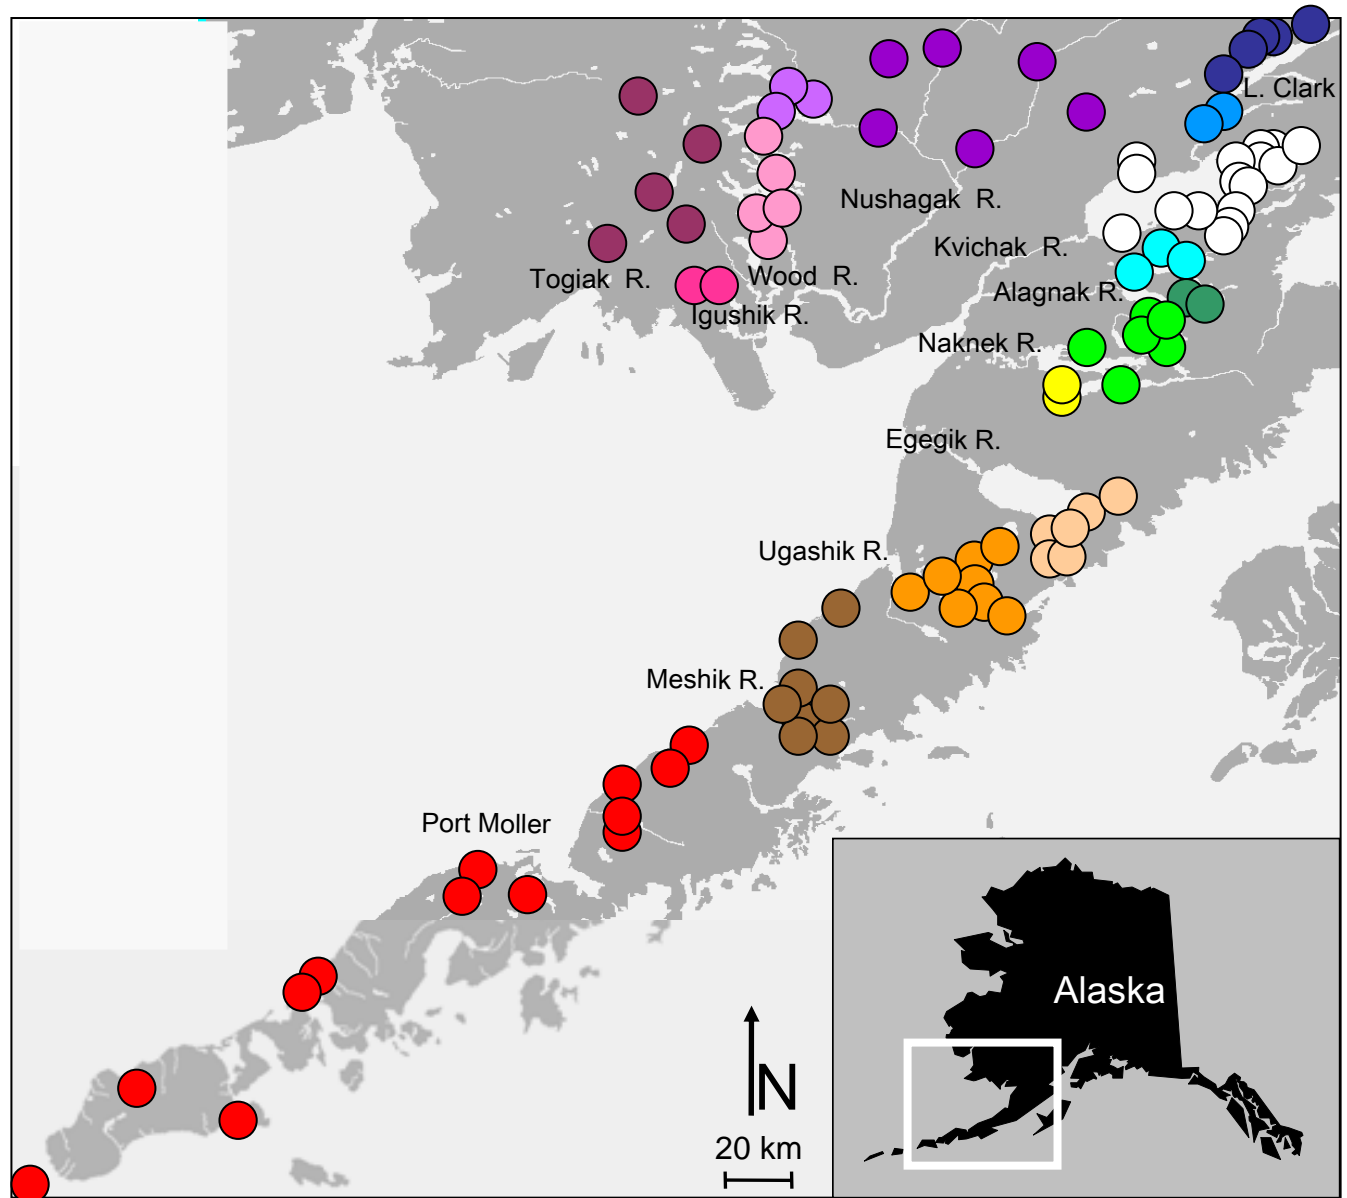 L. Clark
Nushagak R.
Kvichak R.
Togiak R.
Wood R.
Alagnak R.
Igushik R.
Naknek R.
Egegik R.
Ugashik R.
Meshik R.
Port Moller
Alaska
N
20 km